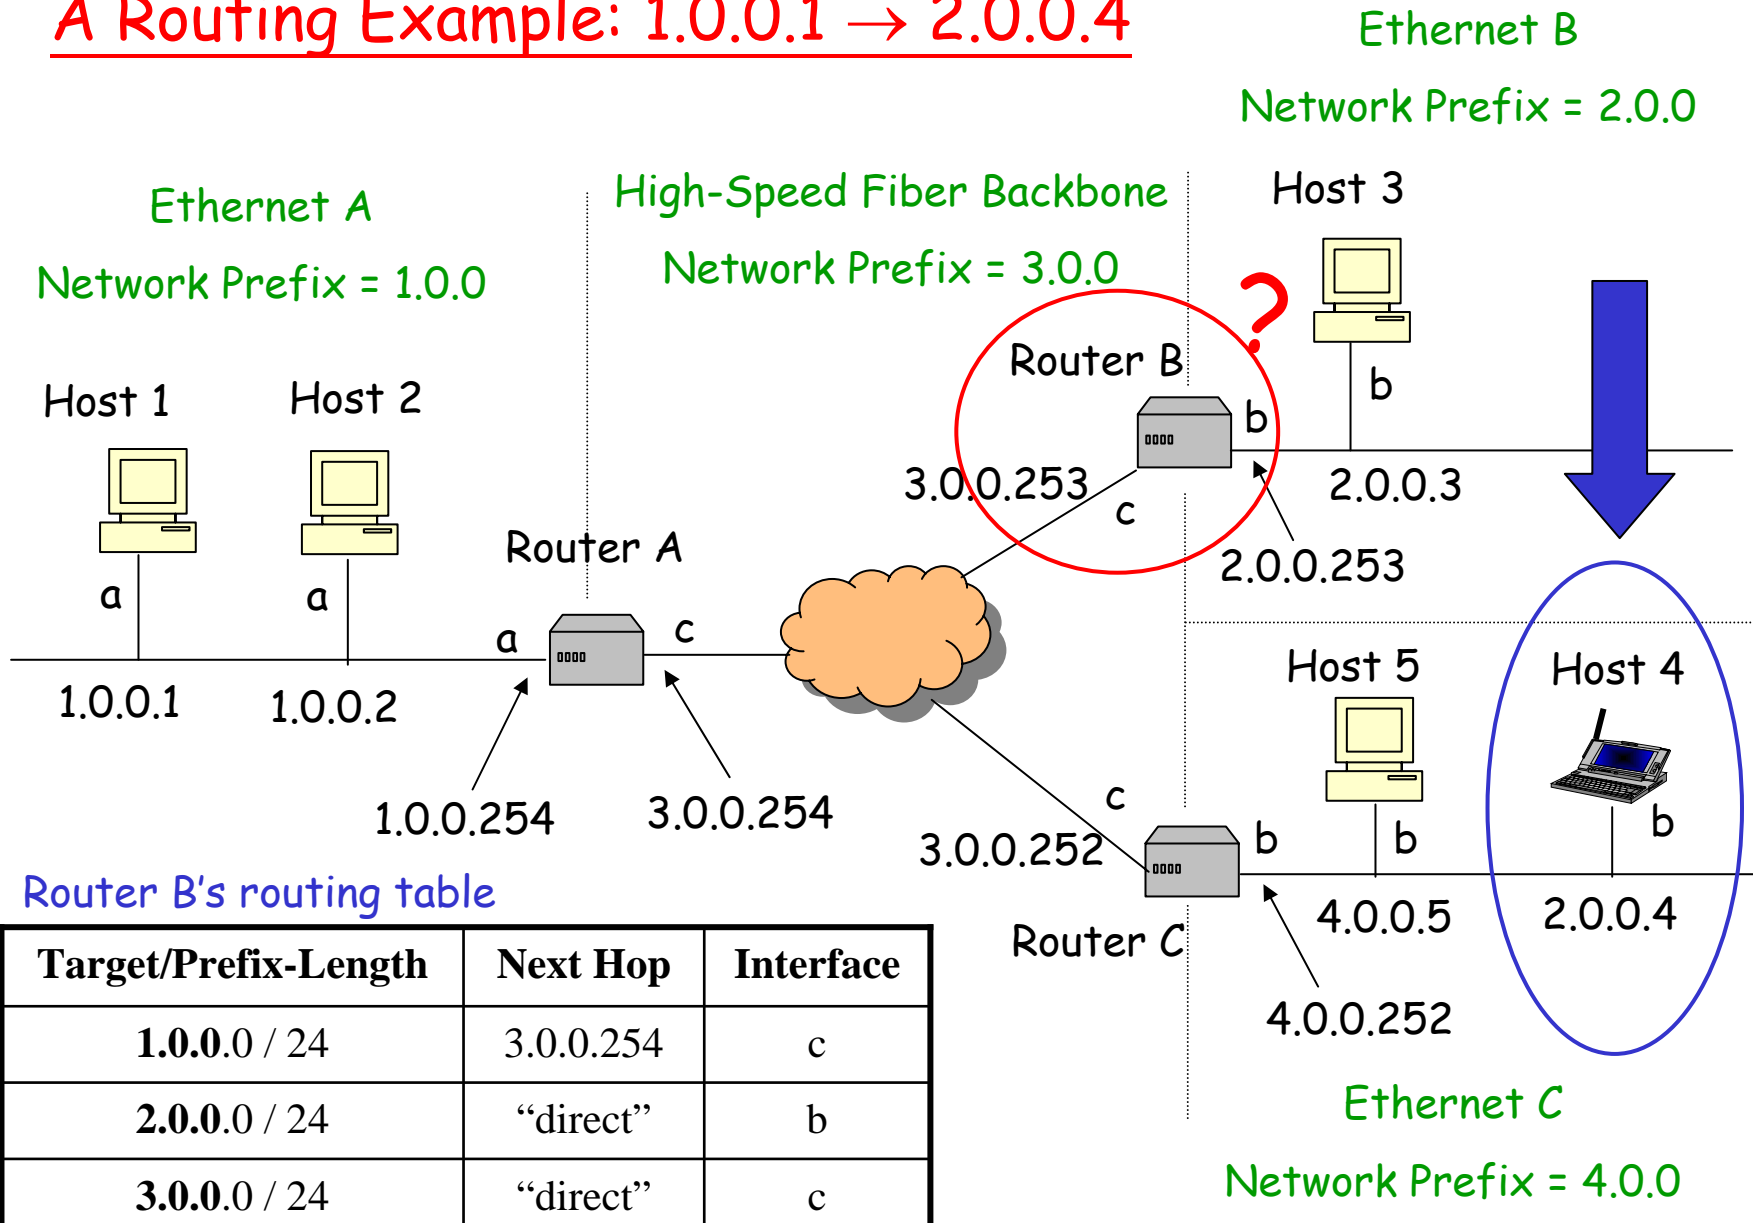 A Routing Example: 1.0.0.1 → 2.0.0.4
Ethernet B
Network Prefix = 2.0.0
Ethernet A
Network Prefix = 1.0.0
High-Speed Fiber Backbone
Network Prefix = 3.0.0
Host 3
?
Router B
b
b
Host 1
Host 2
3.0.0.253
c
2.0.0.3
2.0.0.253
Router A
a
a
a
c
1.0.0.1
1.0.0.2
Host 5
Host 4
1.0.0.254
3.0.0.254
c
3.0.0.252
b
b
b
4.0.0.5
2.0.0.4
Router C
4.0.0.252
Ethernet C
Network Prefix = 4.0.0
Router B's routing table
Target/Prefix-Length Next Hop Interface
1.0.0.0 / 24 3.0.0.254 c
2.0.0.0 / 24 “direct” b
3.0.0.0 / 24 “direct” c